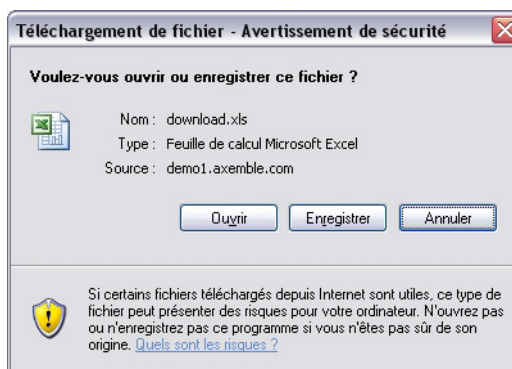 Téléchargement de fichier - Avertissement de sécurité
Voulez-vous ouvrir ou enregistrer ce fichier ?
Nom : download.xls
Type : Feuille de calcul Microsoft Excel
Source : demo1.axemble.com
Ouvrir Enregistrer Annuler
Si certains fichiers téléchargés depuis Internet sont utiles, ce type de
fichier peut présenter des risques pour votre ordinateur. N'ouvrez pas
ou n'enregistrez pas ce programme si vous n'êtes pas sûr de son
origine. Quels sont les risques ?